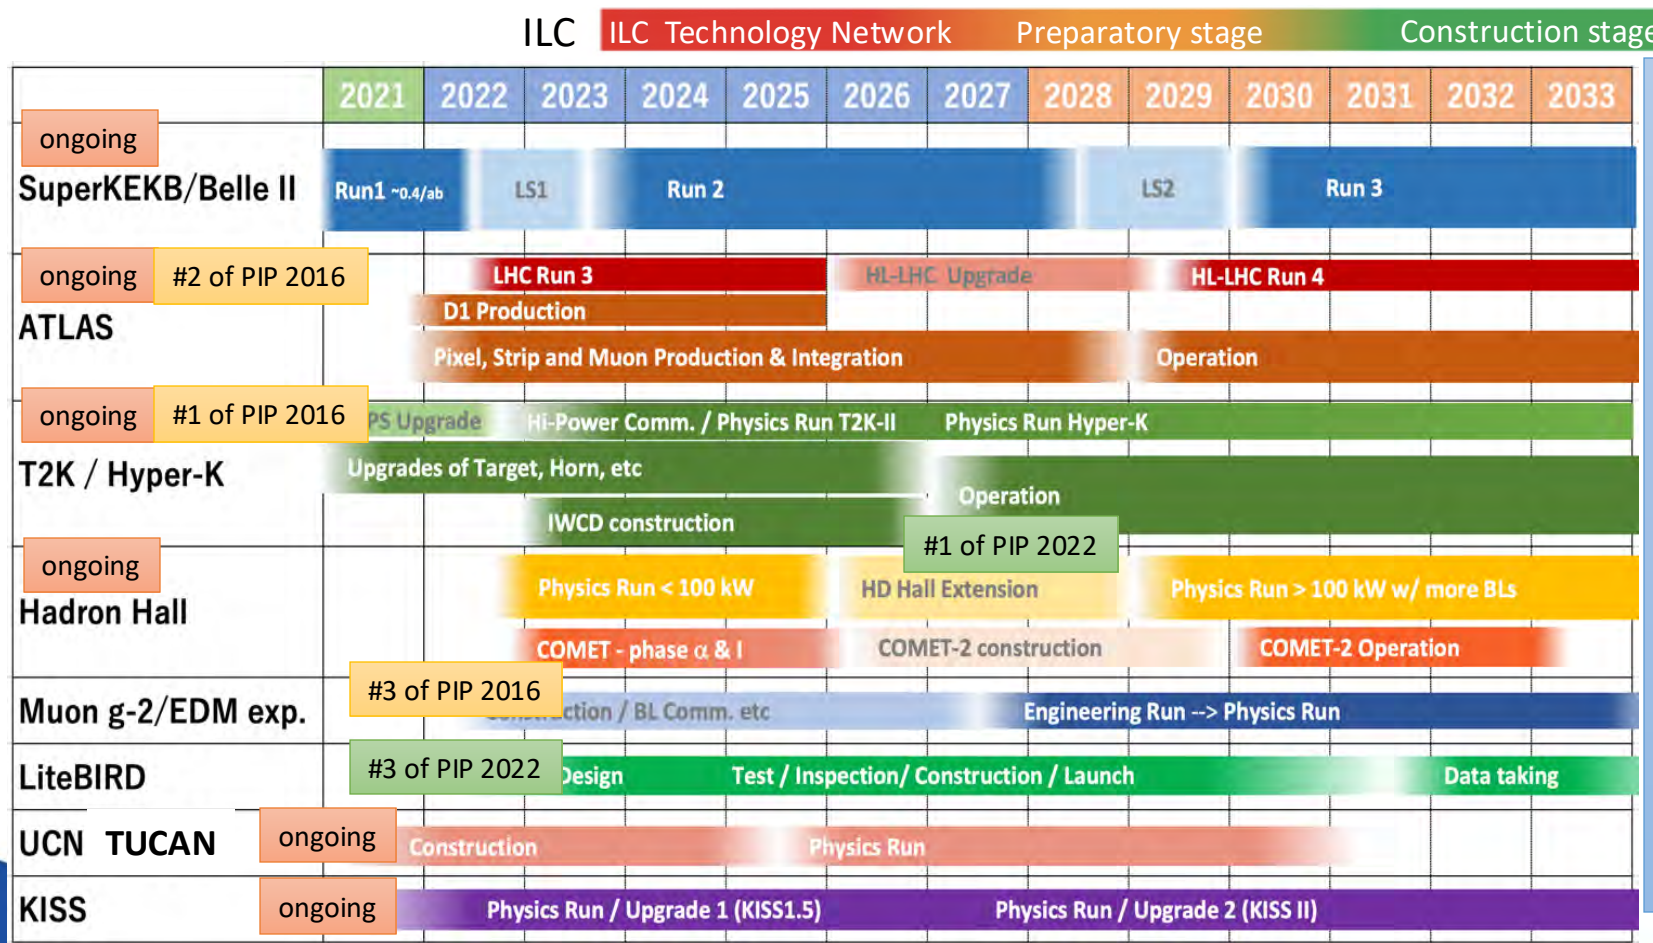 ILC ILC Technology Network Preparatory stage Construction stage
2021 2022 2023 2024 2025 2026 2027 2028 2029 2030 2031 2032 2033
ongoing
SuperKEKB/Belle II Run1 ~0.4/ab LS1 Run 2 LS2 Run 3
ongoing #2 of PIP 2016 LHC Run 3 HL-LHC Upgrade HL-LHC Run 4
D1 Production
ATLAS
Pixel, Strip and Muon Production & Integration Operation
ongoing #1 of PIP 2016 PS Upgrade Hi-Power Comm. / Physics Run T2K-II Physics Run Hyper-K
T2K / Hyper-K Upgrades of Target, Horn, etc
Operation
IWCD construction
#1 of PIP 2022
ongoing
Physics Run < 100 kW HD Hall Extension Physics Run > 100 kW w/ more BLs
Hadron Hall
COMET - phase α & I COMET-2 construction COMET-2 Operation
#3 of PIP 2016
Muon g-2/EDM exp. Construction / BL Comm. etc Engineering Run --> Physics Run
LiteBIRD #3 of PIP 2022 Design Test / Inspection/ Construction / Launch Data taking
UCN TUCAN ongoing Construction Physics Run
KISS ongoing Physics Run / Upgrade 1 (KISS1.5) Physics Run / Upgrade 2 (KISS II)